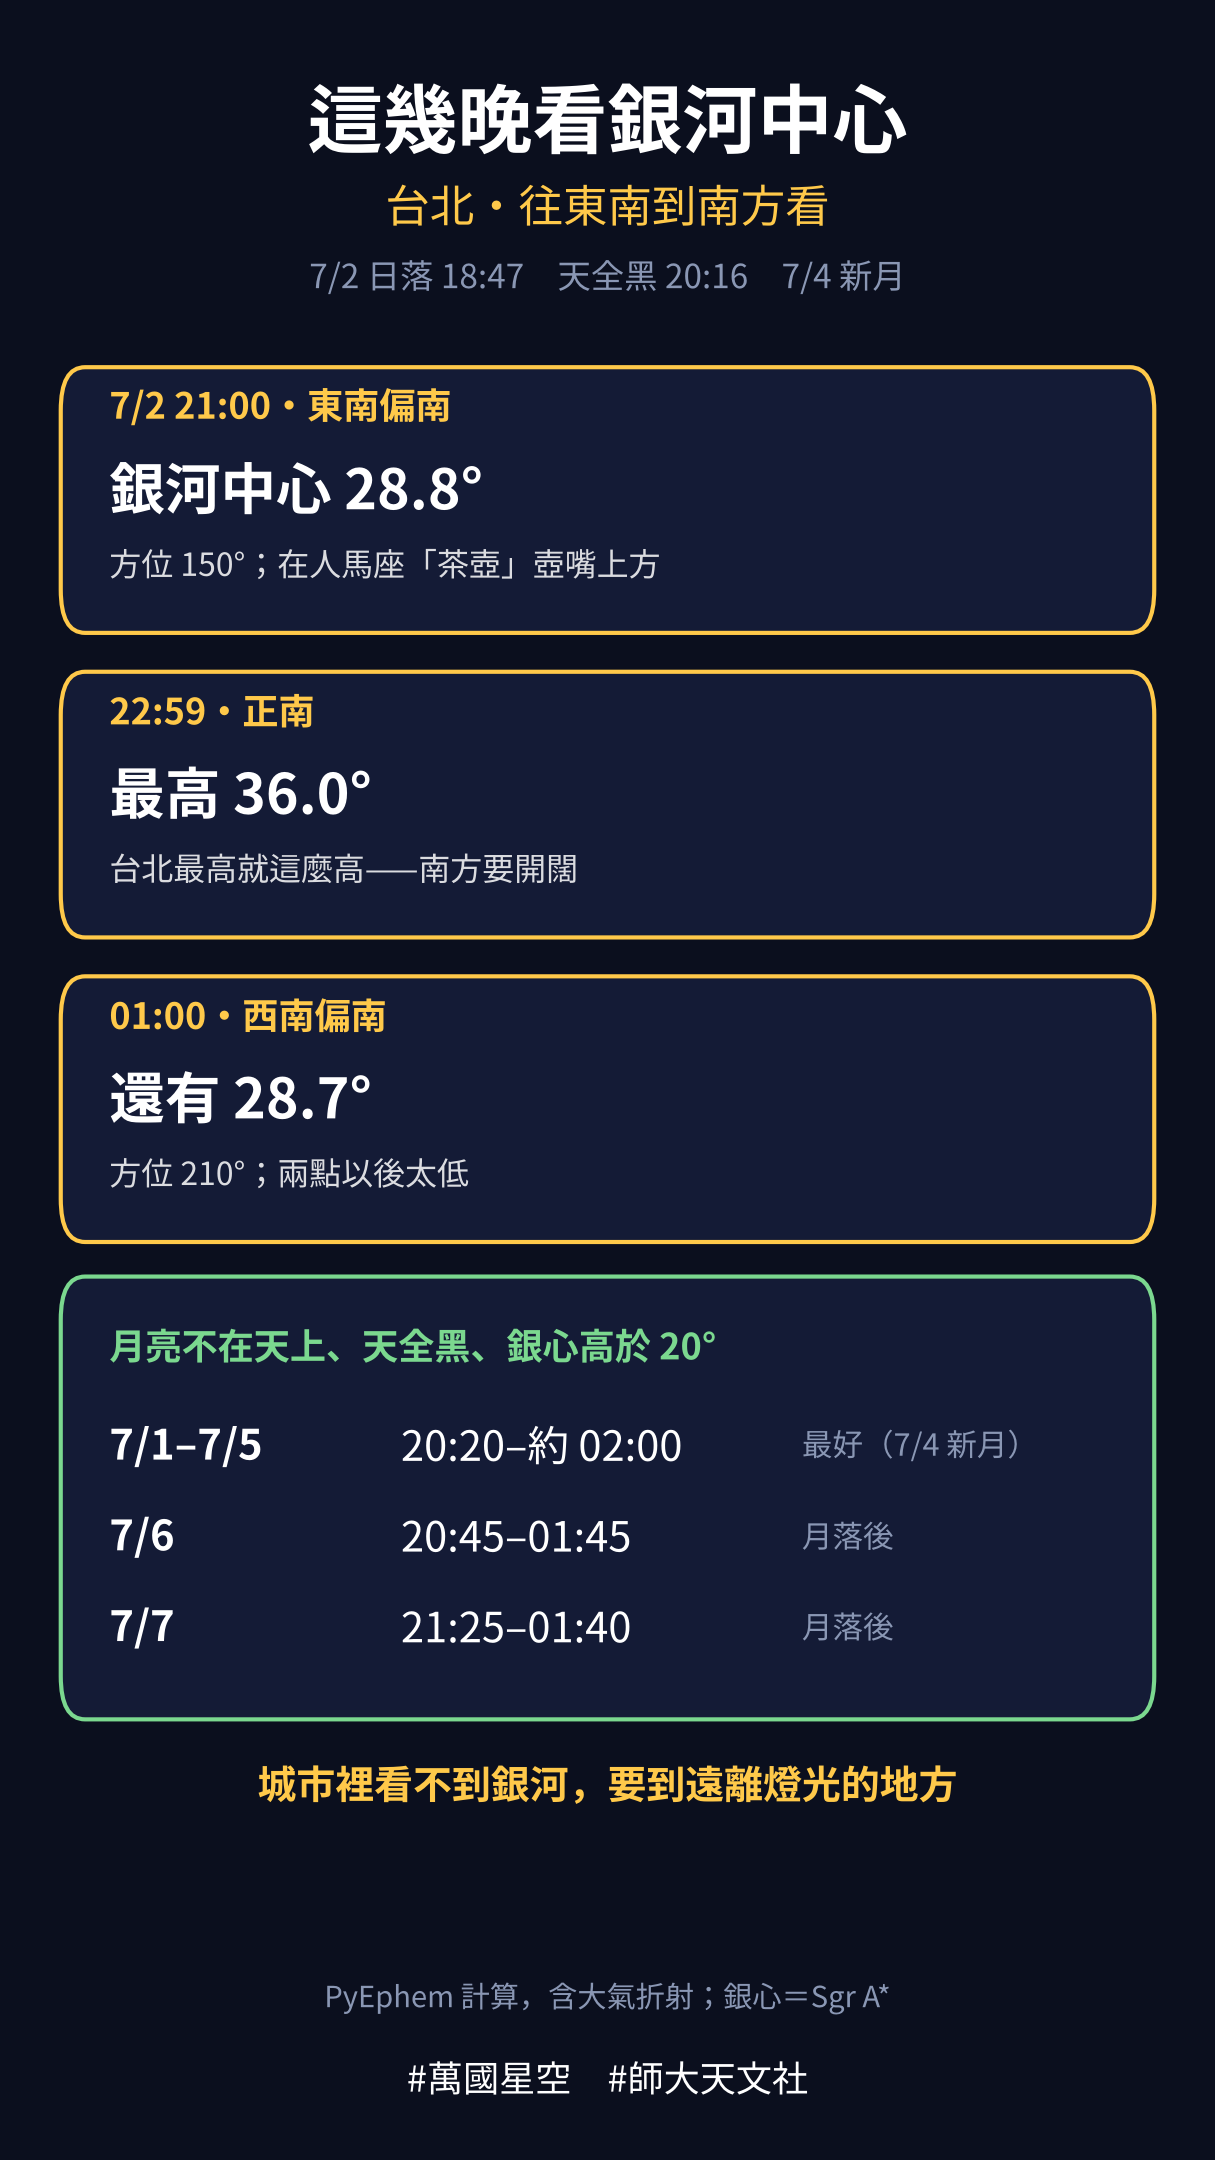 這幾晚看銀河中心
台北・往東南到南方看
7/2 日落 18:47　天全黑 20:16　7/4 新月
7/2 21:00・東南偏南
銀河中心 28.8°
方位 150°；在人馬座「茶壺」壺嘴上方
22:59・正南
最高 36.0°
台北最高就這麼高——南方要開闊
01:00・西南偏南
還有 28.7°
方位 210°；兩點以後太低
月亮不在天上、天全黑、銀心高於 20°
7/1–7/5　20:20–約 02:00　最好（7/4 新月）
7/6　20:45–01:45　月落後
7/7　21:25–01:40　月落後
城市裡看不到銀河，要到遠離燈光的地方
PyEphem 計算，含大氣折射；銀心＝Sgr A*
#萬國星空　#師大天文社